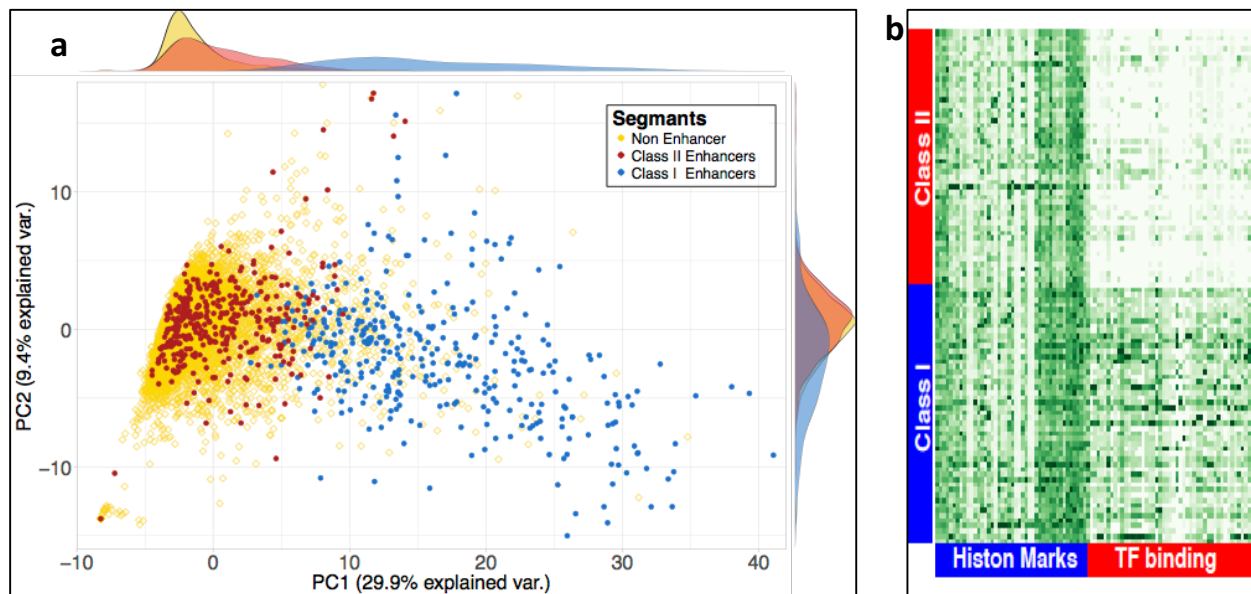 a
Segmants
Non Enhancer
Class II Enhancers
Class I Enhancers
10
0
−10
PC2 (9.4% explained var.)
−10
0
10
20
30
40
PC1 (29.9% explained var.)
b
Class II
Class I
Histon Marks
TF binding